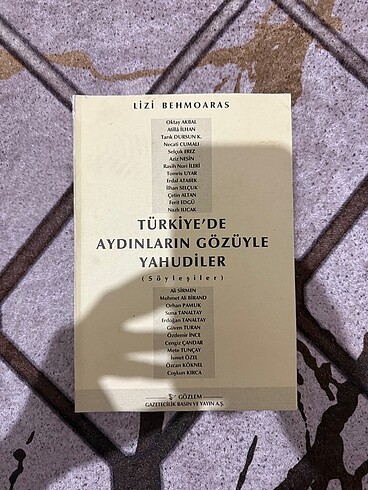 LİZİ BEHMOARAS
Oktay AKBAL
Atillâ İLHAN
Tarık DURSUN K.
Necati CUMALI
Selçuk EREZ
Aziz NESİN
Rasih Nuri İLERİ
Tomris UYAR
Erdal ATABEK
İlhan SELÇUK
Çetin ALTAN
Ferit EDGÜ
Nazlı ILICAK
TÜRKİYE'DE
AYDINLARIN GÖZÜYLE
YAHUDİLER
(Söyleşiler)
Ali SİRMEN
Mehmet Ali BİRAND
Orhan PAMUK
Suna TANALTAY
Erdoğan TANALTAY
Güven TURAN
Özdemir İNCE
Cengiz ÇANDAR
Mete TUNÇAY
İsmet ÖZEL
Özcan KÖKNEL
Coşkun KIRCA
GÖZLEM
GAZETECİLİK BASIN VE YAYIN A.Ş.